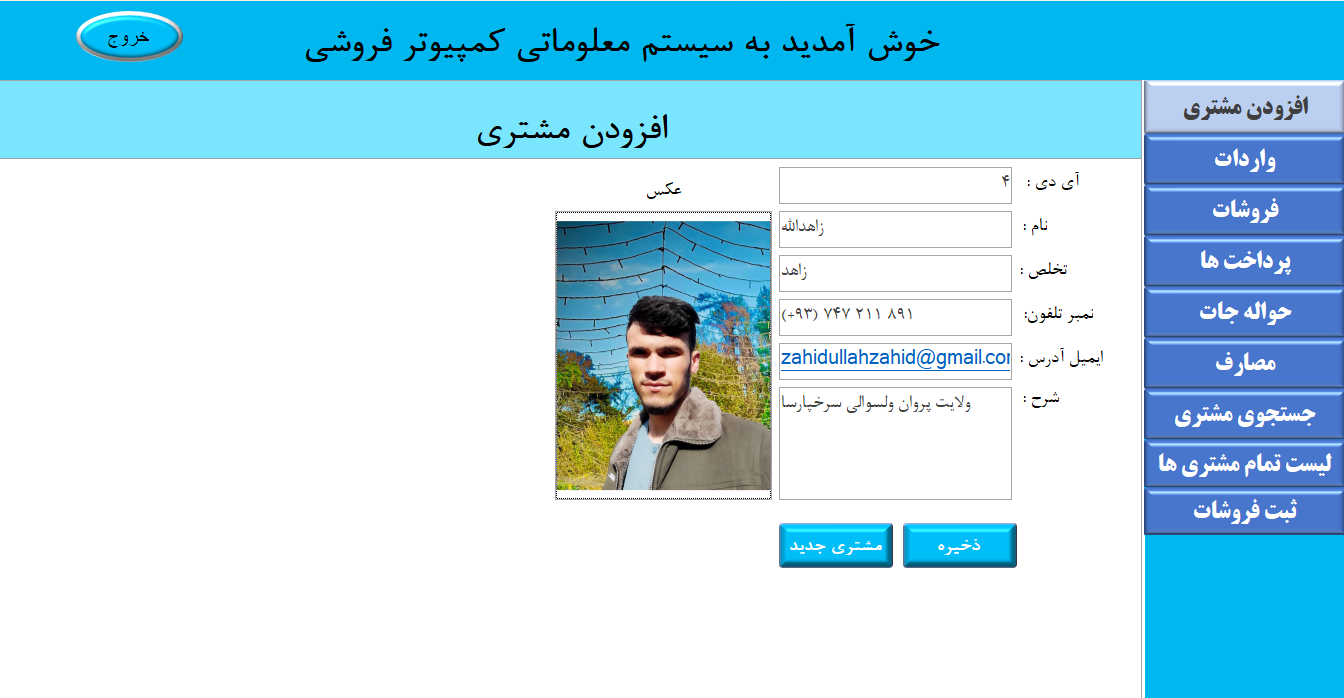 خوش آمدید به سیستم معلوماتی کمپیوتر فروشی
خروج
افزودن مشتری
واردات
فروشات
پرداخت ها
حواله جات
مصارف
جستجوی مشتری
لیست تمام مشتری ها
ثبت فروشات
افزودن مشتری
آی دی : ۴
نام : زاهدالله
تخلص : زاهد
نمبر تلفون: (+۹۳) ۷۴۷ ۲۱۱ ۸۹۱
ایمیل آدرس : zahidullahzahid@gmail.com
شرح : ولایت پروان ولسوالی سرخپارسا
عکس
ذخیره
مشتری جدید